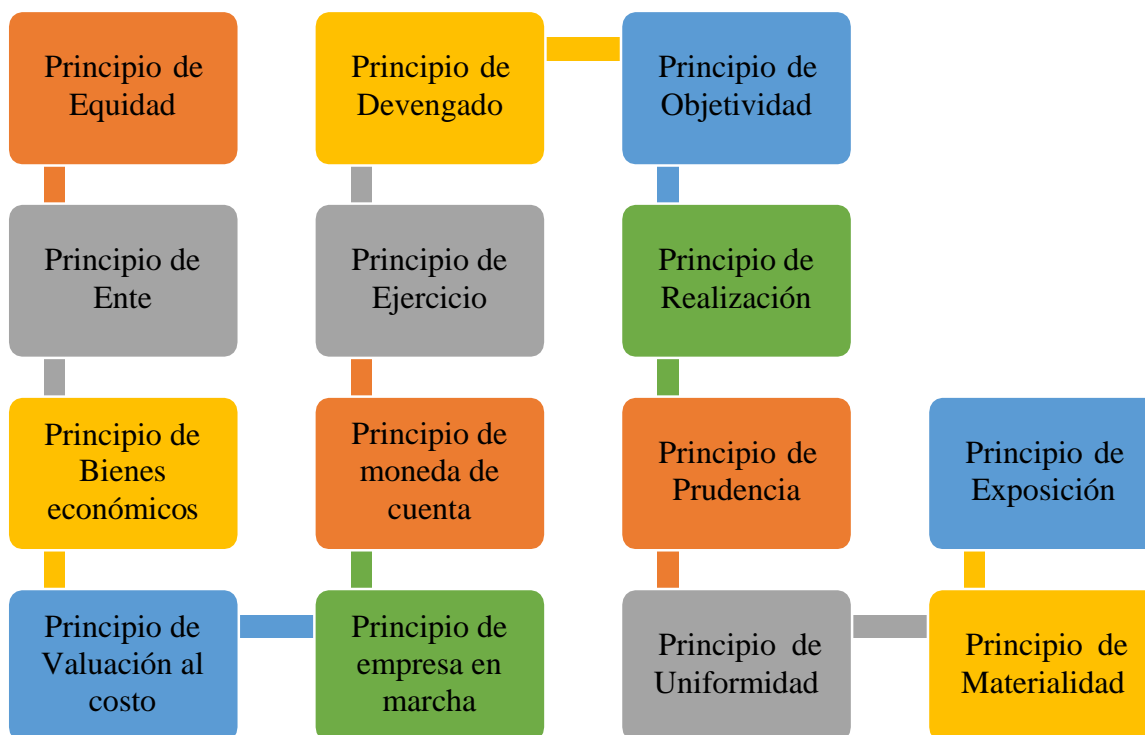 Principio de
Equidad
Principio de
Ente
Principio de
Bienes
económicos
Principio de
Valuación al
costo
Principio de
empresa en
marcha
Principio de
moneda de
cuenta
Principio de
Ejercicio
Principio de
Devengado
Principio de
Objetividad
Principio de
Realización
Principio de
Prudencia
Principio de
Uniformidad
Principio de
Materialidad
Principio de
Exposición